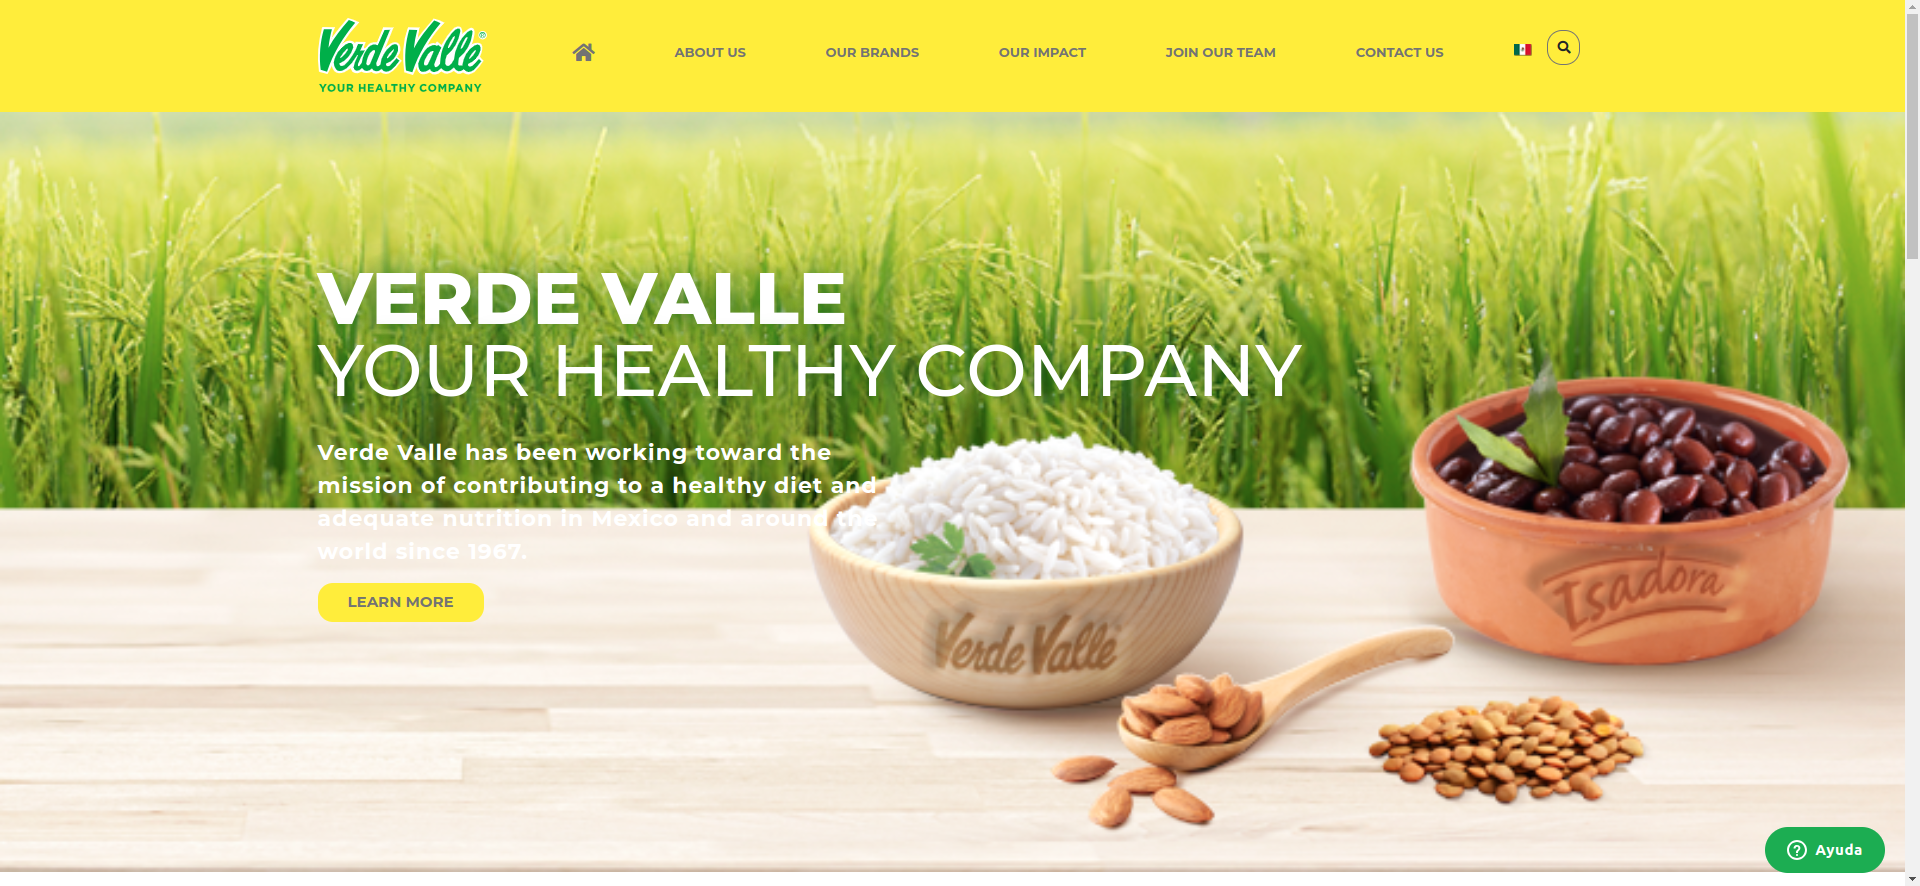 Verde Valle®
YOUR HEALTHY COMPANY
ABOUT US
OUR BRANDS
OUR IMPACT
JOIN OUR TEAM
CONTACT US
VERDE VALLE
YOUR HEALTHY COMPANY
Verde Valle has been working toward the
mission of contributing to a healthy diet and
adequate nutrition in Mexico and around the
world since 1967.
LEARN MORE
Verde Valle
Isadora
Ayuda